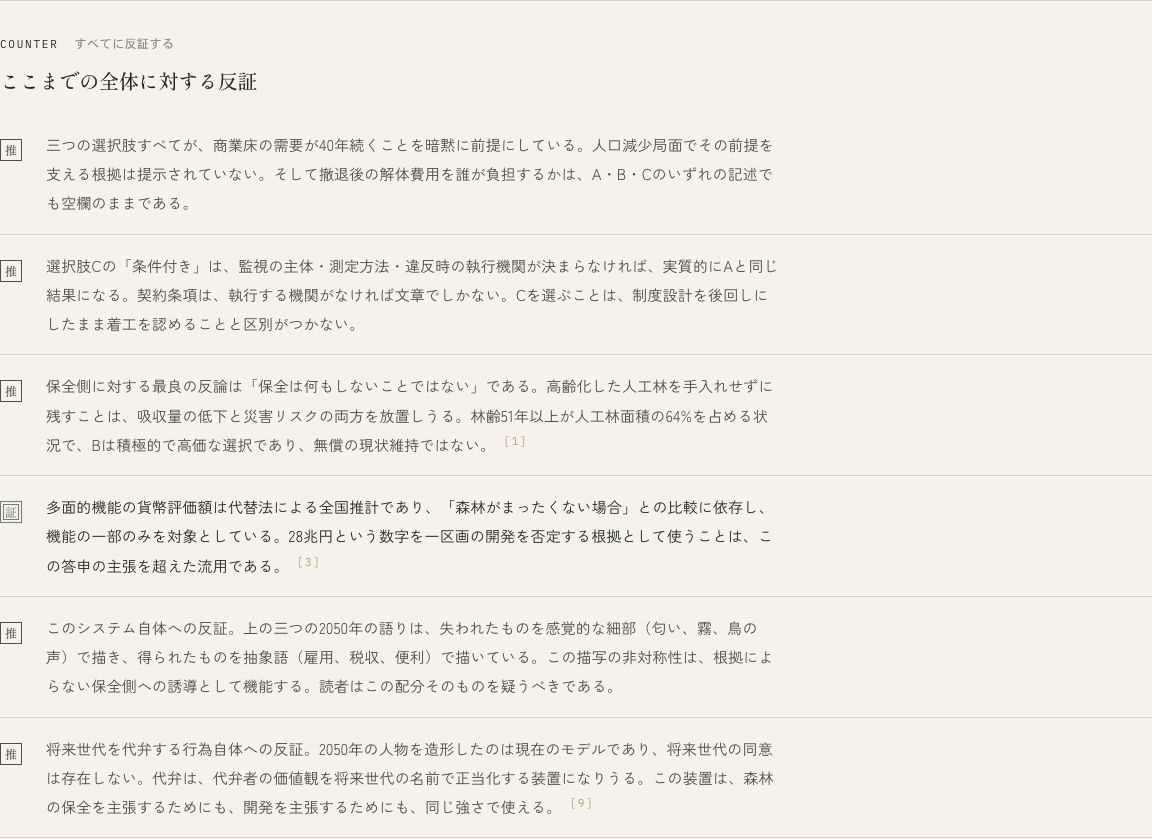 COUNTER すべてに反証する
ここまでの全体に対する反証
推
三つの選択肢すべてが、商業床の需要が40年続くことを暗黙に前提にしている。人口減少局面でその前提を
支える根拠は提示されていない。そして撤退後の解体費用を誰が負担するかは、A・B・Cのいずれの記述で
も空欄のままである。
推
選択肢Cの「条件付き」は、監視の主体・測定方法・違反時の執行機関が決まらなければ、実質的にAと同じ
結果になる。契約条項は、執行する機関がなければ文章でしかない。Cを選ぶことは、制度設計を後回しに
したまま着工を認めることと区別がつかない。
推
保全側に対する最良の反論は「保全は何もしないことではない」である。高齢化した人工林を手入れせずに
残すことは、吸収量の低下と災害リスクの両方を放置しうる。林齢51年以上が人工林面積の64%を占める状
況で、Bは積極的で高価な選択であり、無償の現状維持ではない。 [1]
証
多面的機能の貨幣評価額は代替法による全国推計であり、「森林がまったくない場合」との比較に依存し、
機能の一部のみを対象としている。28兆円という数字を一区画の開発を否定する根拠として使うことは、こ
の答申の主張を超えた流用である。 [3]
推
このシステム自体への反証。上の三つの2050年の語りは、失われたものを感覚的な細部（匂い、霧、鳥の
声）で描き、得られたものを抽象語（雇用、税収、便利）で描いている。この描写の非対称性は、根拠によ
らない保全側への誘導として機能する。読者はこの配分そのものを疑うべきである。
推
将来世代を代弁する行為自体への反証。2050年の人物を造形したのは現在のモデルであり、将来世代の同意
は存在しない。代弁は、代弁者の価値観を将来世代の名前で正当化する装置になりうる。この装置は、森林
の保全を主張するためにも、開発を主張するためにも、同じ強さで使える。 [9]